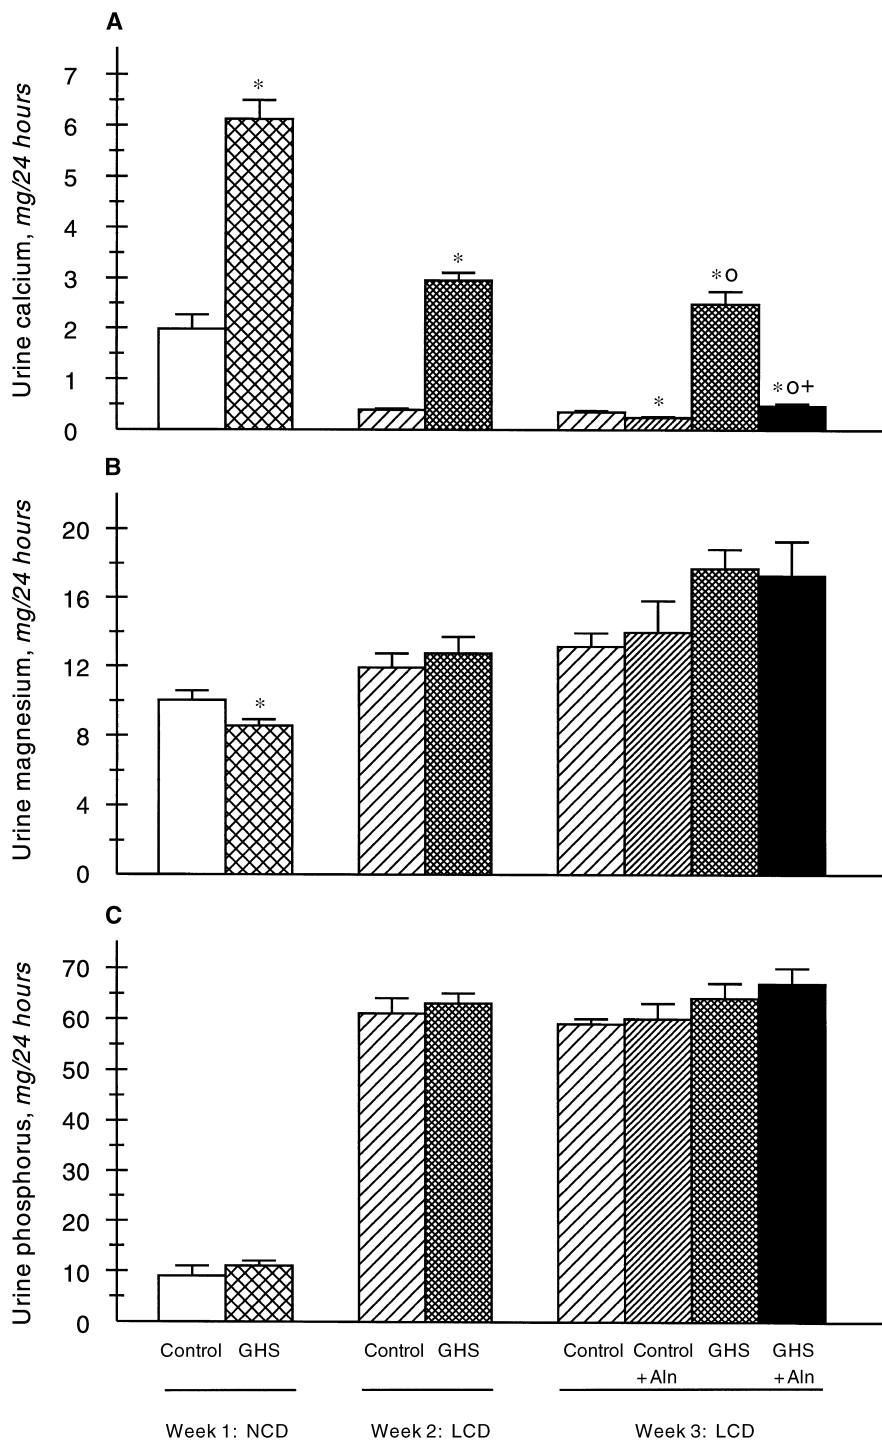 A
Urine calcium, mg/24 hours
7
6
5
4
3
2
1
0
*
*
*
*o
*o+
B
Urine magnesium, mg/24 hours
20
16
12
8
4
0
*
C
Urine phosphorus, mg/24 hours
70
60
50
40
30
20
10
0
Control GHS Control GHS Control Control GHS GHS
+Aln +Aln
Week 1: NCD Week 2: LCD Week 3: LCD